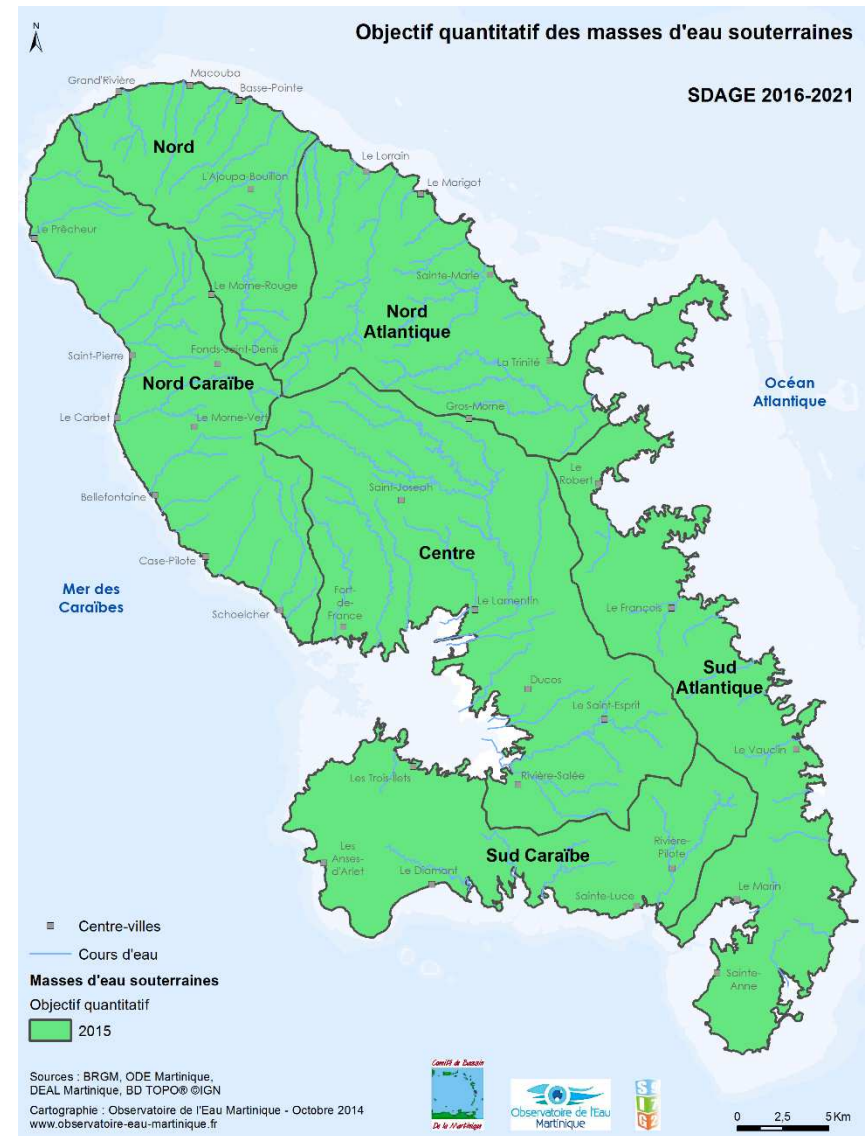 Objectif quantitatif des masses d'eau souterraines
SDAGE 2016-2021
N
Grand'Rivière
Macouba
Basse-Pointe
Nord
Le Lorrain
L'Ajoupa-Bouillon
Le Marigot
Le Prêcheur
Sainte-Marie
Le Morne-Rouge
Nord
Atlantique
Fonds-Saint-Denis
Saint-Pierre
La Trinité
Nord Caraïbe
Océan
Atlantique
Le Carbet
Le Morne-Vert
Gros-Morne
Le
Robert
Saint-Joseph
Bellefontaine
Centre
Case-Pilote
Mer des
Caraïbes
Fort-
de-
France
Schoelcher
Le Lamentin
Le François
Sud
Atlantique
Ducos
Le Saint-Esprit
Le Vauclin
Les Trois-Ilets
Rivière-Salée
Rivière-
Pilote
Sud Caraïbe
Les
Anses-
d'Arlet
Le Diamant
Sainte-Luce
Le Marin
Sainte-
Anne
Centre-villes
Cours d'eau
Masses d'eau souterraines
Objectif quantitatif
2015
Sources : BRGM, ODE Martinique,
DEAL Martinique, BD TOPO® ©IGN
Cartographie : Observatoire de l'Eau Martinique - Octobre 2014
www.observatoire-eau-martinique.fr
Comité de Bassin
De la Martinique
Observatoire de l'Eau
Martinique
0 2,5 5 Km